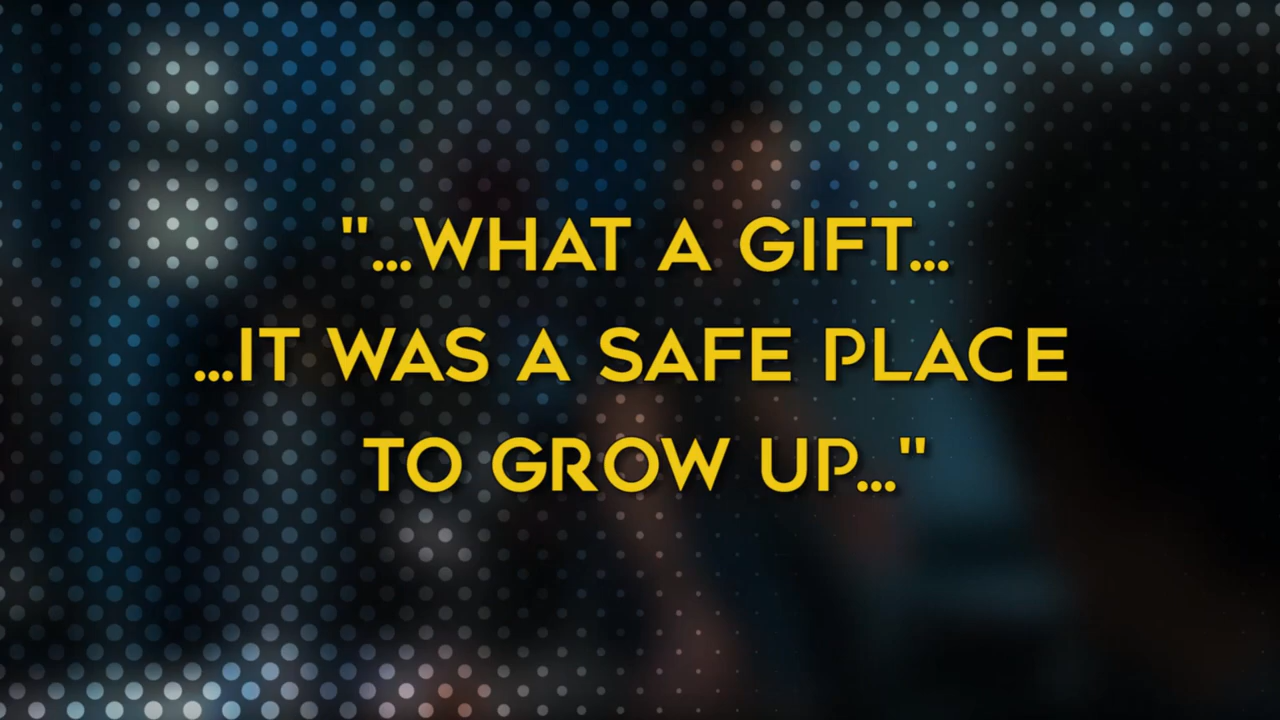 "...WHAT A GIFT...
...IT WAS A SAFE PLACE
TO GROW UP..."